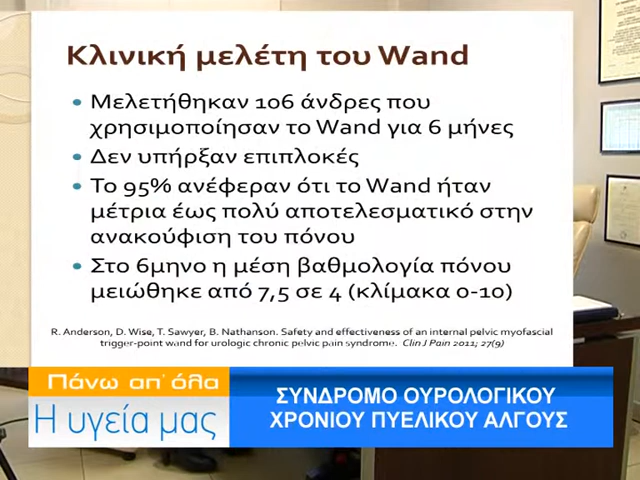 Κλινική μελέτη του Wand
• Μελετήθηκαν 106 άνδρες που
χρησιμοποίησαν το Wand για 6 μήνες
• Δεν υπήρξαν επιπλοκές
• Το 95% ανέφεραν ότι το Wand ήταν
μέτρια έως πολύ αποτελεσματικό στην
ανακούφιση του πόνου
• Στο 6μηνο η μέση βαθμολογία πόνου
μειώθηκε από 7,5 σε 4 (κλίμακα 0-10)
R. Anderson, D. Wise, T. Sawyer, B. Nathanson. Safety and effectiveness of an internal pelvic myofascial
trigger-point wand for urologic chronic pelvic pain syndrome. Clin J Pain 2011; 27(9)
Πάνω απ' όλα
Η υγεία μας
ΣΥΝΔΡΟΜΟ ΟΥΡΟΛΟΓΙΚΟΥ
ΧΡΟΝΙΟΥ ΠΥΕΛΙΚΟΥ ΑΛΓΟΥΣ